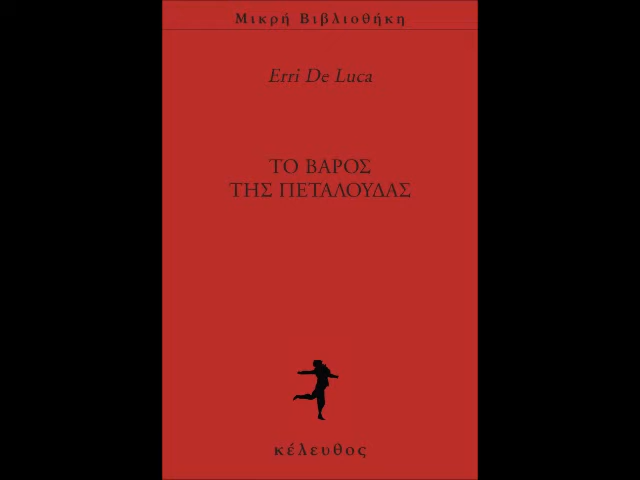 Μικρή Βιβλιοθήκη
Erri De Luca
ΤΟ ΒΑΡΟΣ
ΤΗΣ ΠΕΤΑΛΟΥΔΑΣ
κέλευθος